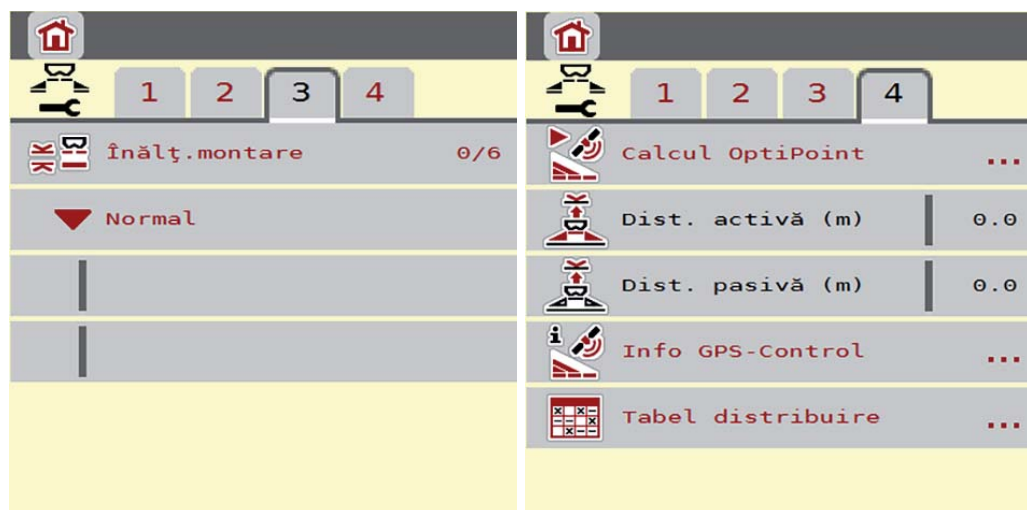 1 2 3 4
Înălţ.montare 0/6
Normal
1 2 3 4
Calcul OptiPoint ...
Dist. activă (m) 0.0
Dist. pasivă (m) 0.0
Info GPS-Control ...
Tabel distribuire ...